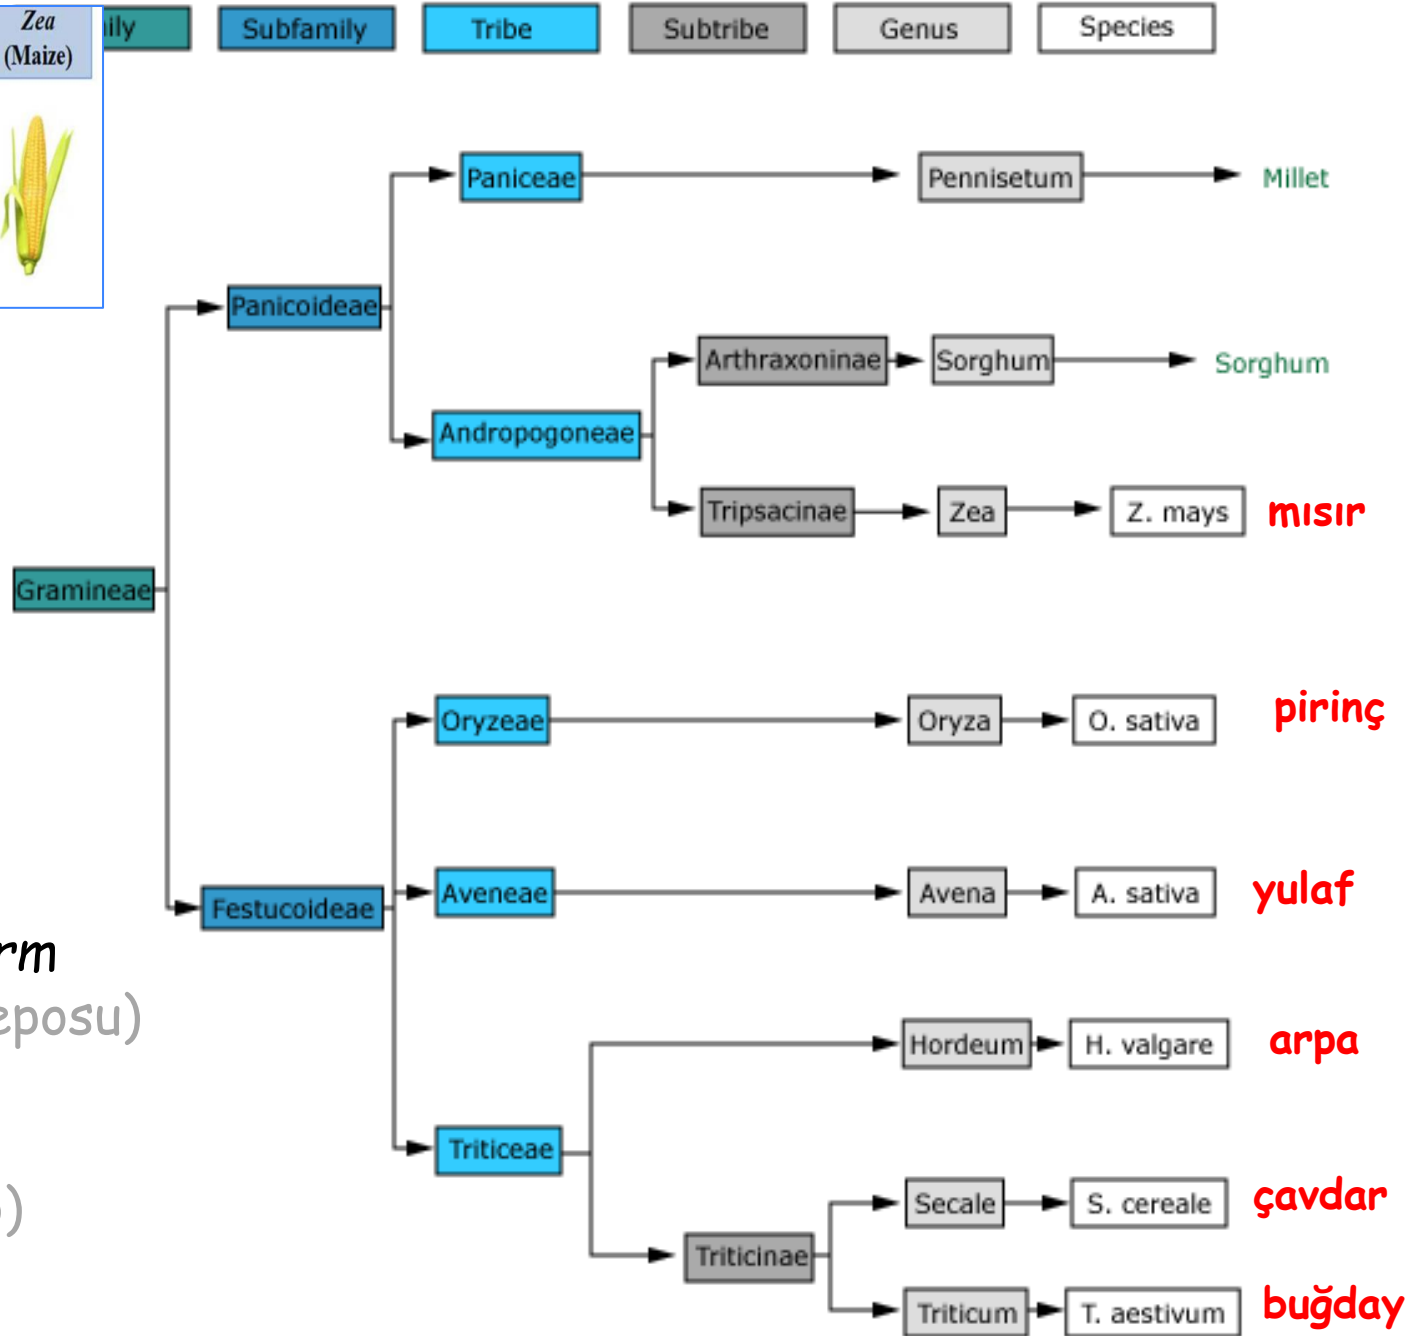 Zea
(Maize)
ily
Subfamily
Tribe
Subtribe
Genus
Species
Paniceae
Pennisetum
Millet
Panicoideae
Arthraxoninae
Sorghum
Sorghum
Andropogoneae
Tripsacinae
Zea
Z. mays
mısır
Gramineae
Oryzeae
Oryza
O. sativa
pirinç
Festucoideae
Aveneae
Avena
A. sativa
yulaf
rm
eposu)
Hordeum
H. valgare
arpa
Triticeae
)
Secale
S. cereale
çavdar
Triticinae
Triticum
T. aestivum
buğday